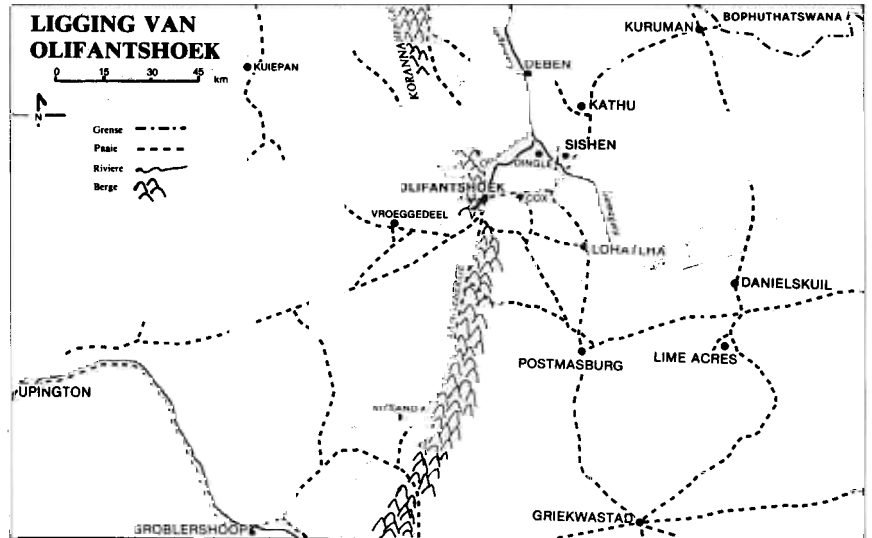 LIGGING VAN
OLIFANTSHOEK
0 15 30 45
km
N
Grense
Paaie
Riviere
Berge
KUIEPAN
KORANNA
DEBEN
KURUMAN
BOPHUTHATSWANA
KATHU
SISHEN
DINGLE
OLIFANTSHOEK
COX
VROEGGEDEEL
LOHATLHA
DANIELSKUIL
POSTMASBURG
LIME ACRES
UPINGTON
WITSAND
GROBLERSHOOP
GRIEKWASTAD